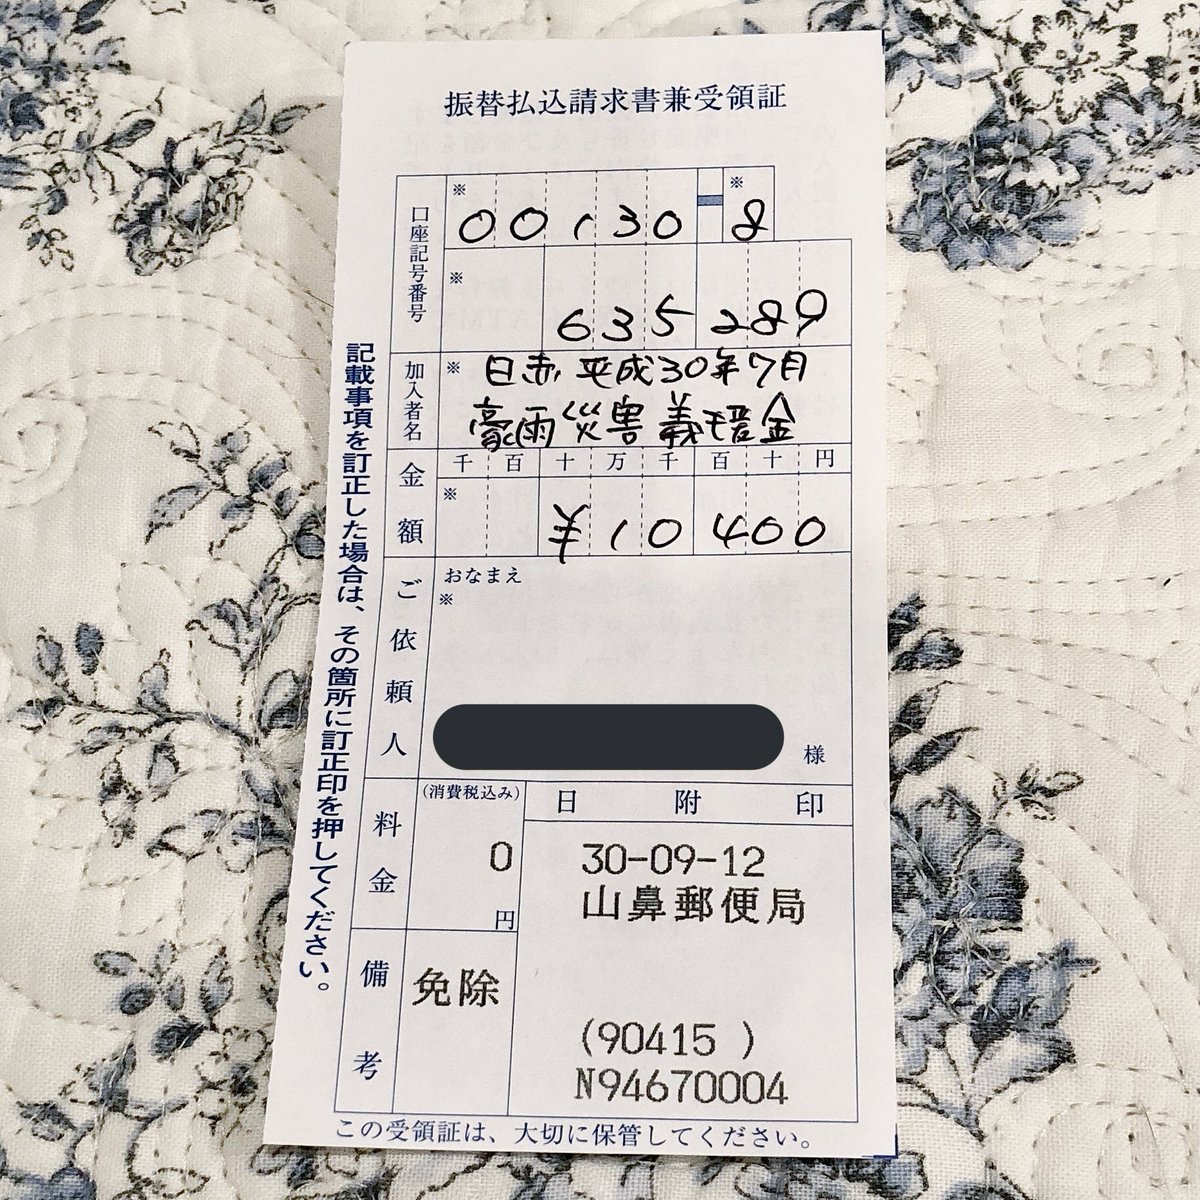 振替払込請求書兼受領証
口座記号番号
※ ※
00130-8
※
635289
加入者名
※ 日赤平成30年7月
豪雨災害義援金
金額
千百十万千百十円
※
¥10400
ご依頼人
おなまえ
※
様
料金
(消費税込み)
0
円
日附印
30-09-12
山鼻郵便局
備考
免除
(90415 )
N94670004
記載事項を訂正した場合は、その箇所に訂正印を押してください。
この受領証は、大切に保管してください。